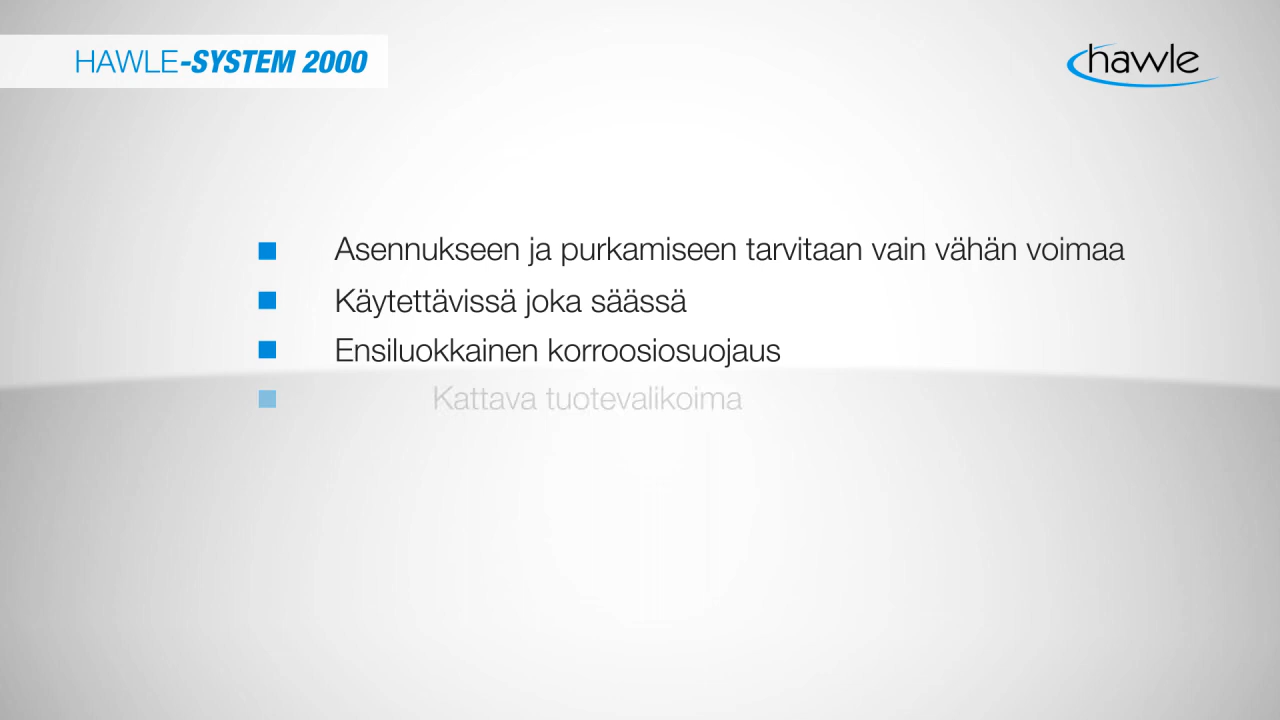 HAWLE-SYSTEM 2000
hawle
Asennukseen ja purkamiseen tarvitaan vain vähän voimaa
Käytettävissä joka säässä
Ensiluokkainen korroosiosuojaus
Kattava tuotevalikoima